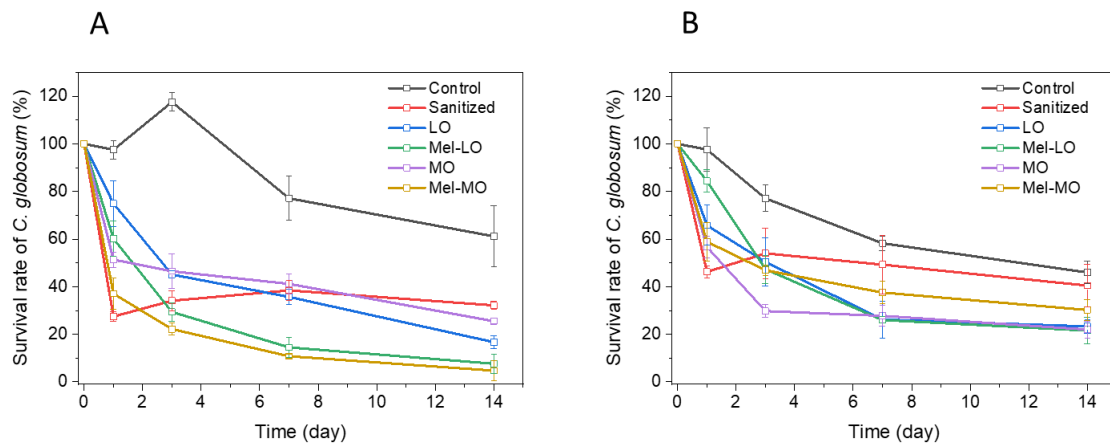 A
Survival rate of C. globosum (%)
120
100
80
60
40
20
0
0 2 4 6 8 10 12 14
Time (day)
Control
Sanitized
LO
Mel-LO
MO
Mel-MO
B
Survival rate of C. globosum (%)
120
100
80
60
40
20
0
0 2 4 6 8 10 12 14
Time (day)
Control
Sanitized
LO
Mel-LO
MO
Mel-MO